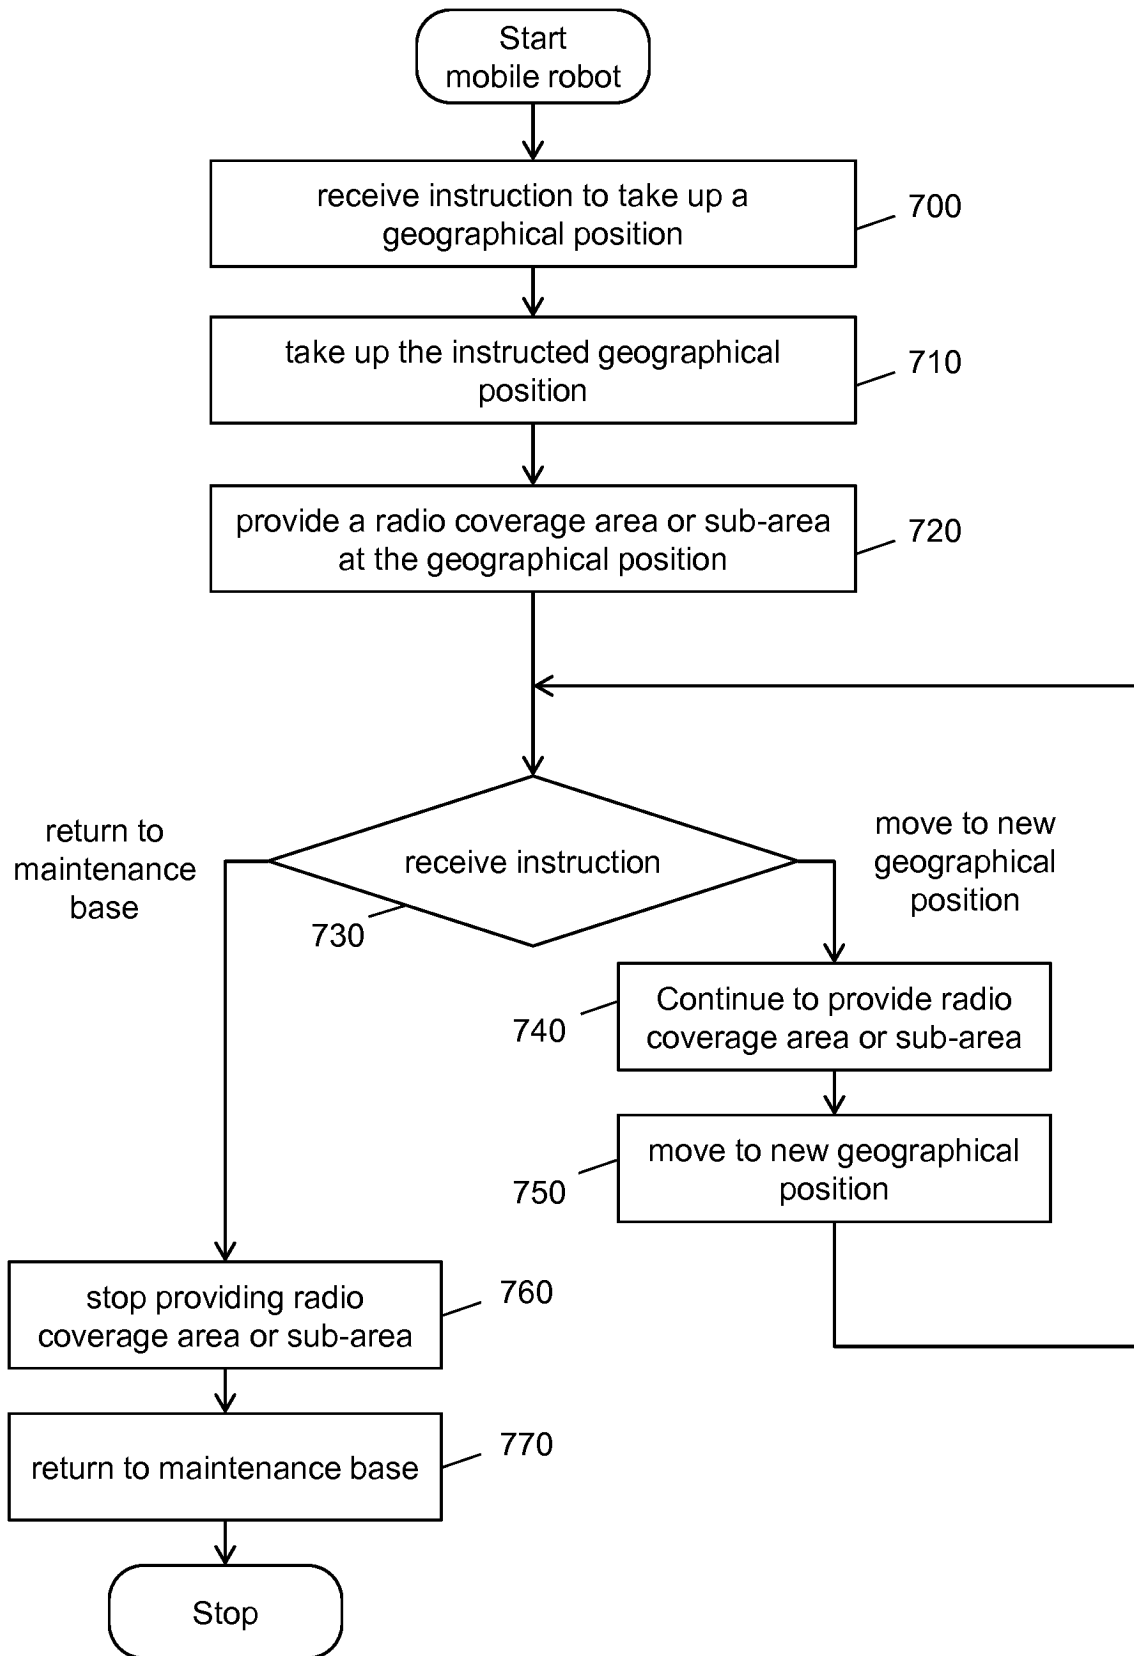 Start
mobile robot
receive instruction to take up a
geographical position
700
take up the instructed geographical
position
710
provide a radio coverage area or sub-area
at the geographical position
720
return to
maintenance
base
receive instruction
730
move to new
geographical
position
Continue to provide radio
coverage area or sub-area
740
move to new geographical
position
750
stop providing radio
coverage area or sub-area
760
return to maintenance base
770
Stop